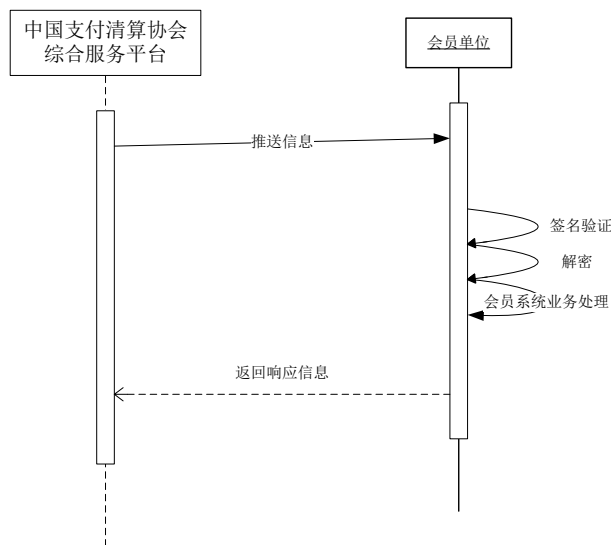 中国支付清算协会
综合服务平台
会员单位
推送信息
签名验证
解密
会员系统业务处理
返回响应信息